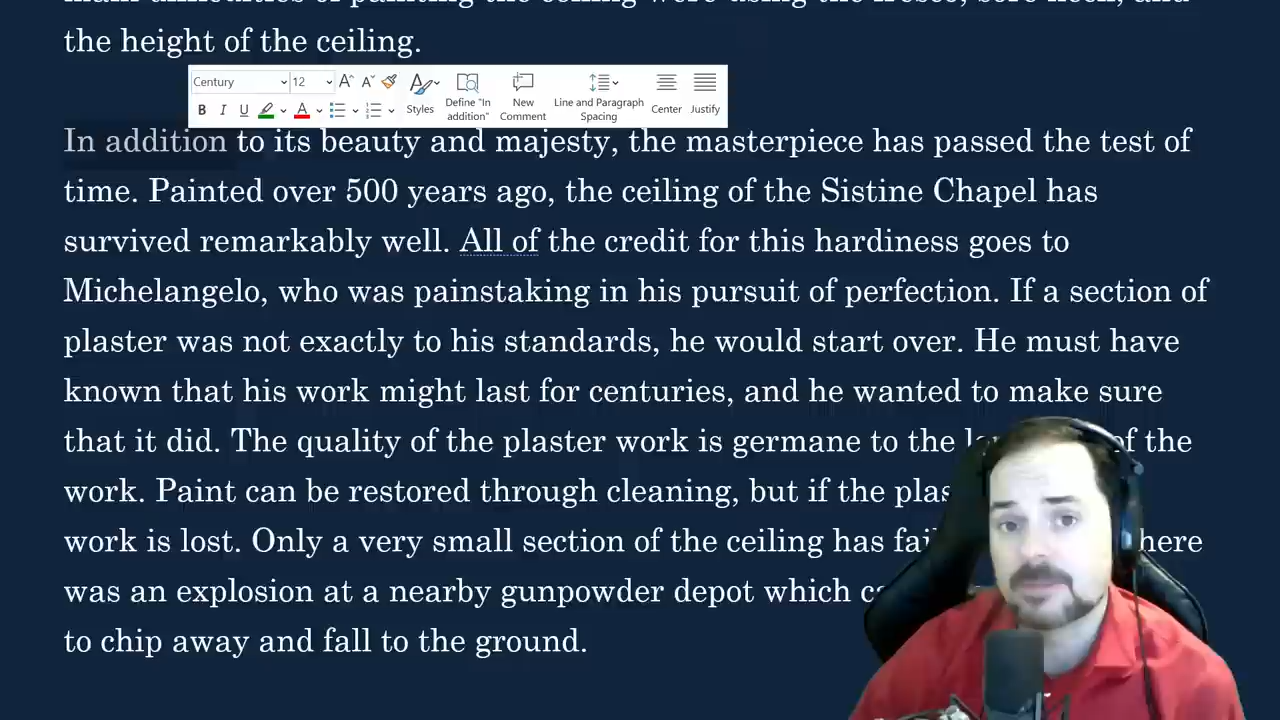 the height of the ceiling.
Century 12
Styles Define "In addition" New Comment Line and Paragraph Spacing Center Justify
B I U A
In addition to its beauty and majesty, the masterpiece has passed the test of
time. Painted over 500 years ago, the ceiling of the Sistine Chapel has
survived remarkably well. All of the credit for this hardiness goes to
Michelangelo, who was painstaking in his pursuit of perfection. If a section of
plaster was not exactly to his standards, he would start over. He must have
known that his work might last for centuries, and he wanted to make sure
that it did. The quality of the plaster work is germane to the of the
work. Paint can be restored through cleaning, but if the
work is lost. Only a very small section of the ceiling has
was an explosion at a nearby gunpowder depot which
to chip away and fall to the ground.